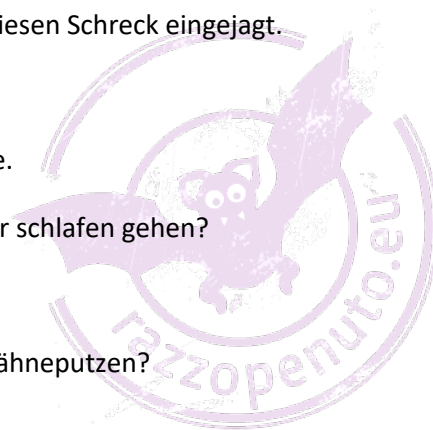 iesen Schreck eingejagt.
e.
r schlafen gehen?
ähneputzen?
razzopenuto.eu